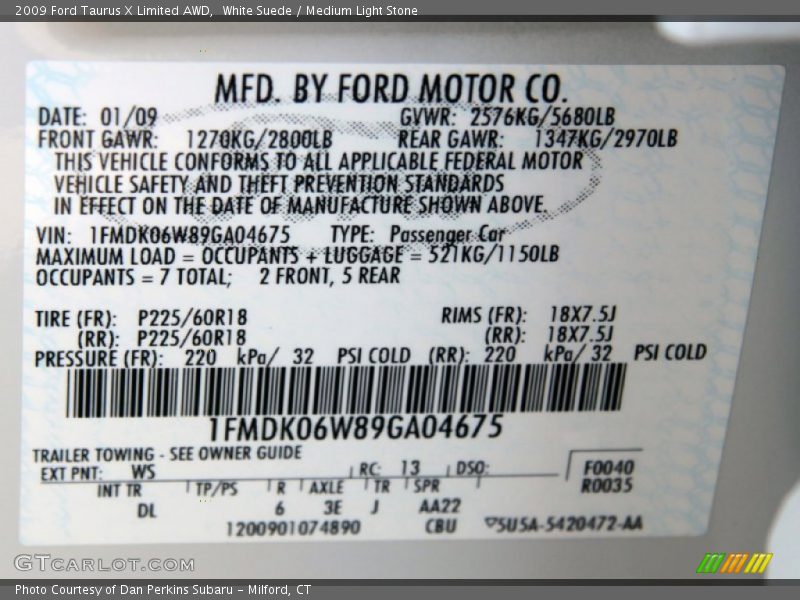 2009 Ford Taurus X Limited AWD, White Suede / Medium Light Stone
MFD. BY FORD MOTOR CO.
DATE: 01/09 GVWR: 2576KG/5680LB
FRONT GAWR: 1270KG/2800LB REAR GAWR: 1347KG/2970LB
THIS VEHICLE CONFORMS TO ALL APPLICABLE FEDERAL MOTOR
VEHICLE SAFETY AND THEFT PREVENTION STANDARDS
IN EFFECT ON THE DATE OF MANUFACTURE SHOWN ABOVE.
VIN: 1FMDK06W89GA04675 TYPE: Passenger Car
MAXIMUM LOAD = OCCUPANTS + LUGGAGE = 521KG/1150LB
OCCUPANTS = 7 TOTAL; 2 FRONT, 5 REAR
TIRE (FR): P225/60R18 RIMS (FR): 18X7.5J
(RR): P225/60R18 (RR): 18X7.5J
PRESSURE (FR): 220 kPa/ 32 PSI COLD (RR): 220 kPa/ 32 PSI COLD
1FMDK06W89GA04675
TRAILER TOWING - SEE OWNER GUIDE
EXT PNT: WS RC: 13 DSO: F0040
INT TR TP/PS R AXLE TR SPR R0035
DL 6 3E J AA22
1200901074890 CBU ▽5USA-5420472-AA
GTCARLOT.COM
Photo Courtesy of Dan Perkins Subaru - Milford, CT